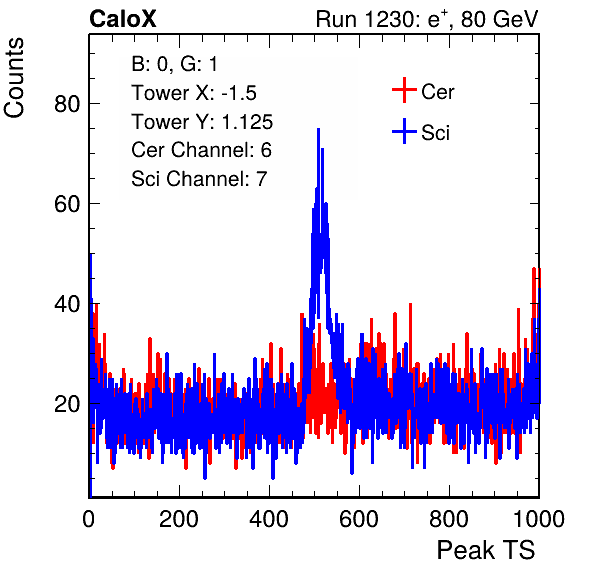 CaloX
Run 1230: e+, 80 GeV
Counts
B: 0, G: 1
Tower X: -1.5
Tower Y: 1.125
Cer Channel: 6
Sci Channel: 7
Cer
Sci
80
60
40
20
0 200 400 600 800 1000
Peak TS